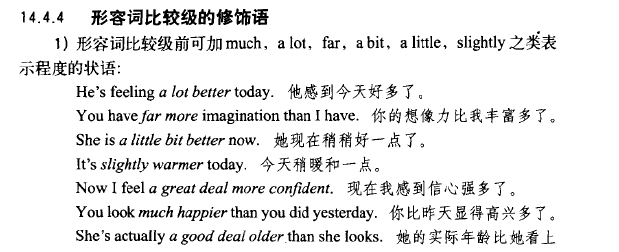 14.4.4 形容词比较级的修饰语
1) 形容词比较级前可加 much, a lot, far, a bit, a little, slightly 之类表
示程度的状语:
He's feeling a lot better today. 他感到今天好多了。
You have far more imagination than I have. 你的想像力比我丰富多了。
She is a little bit better now. 她现在稍稍好一点了。
It's slightly warmer today. 今天稍暖和一点。
Now I feel a great deal more confident. 现在我感到信心强多了。
You look much happier than you did yesterday. 你比昨天显得高兴多了。
She's actually a good deal older than she looks. 她的实际年龄比她看上